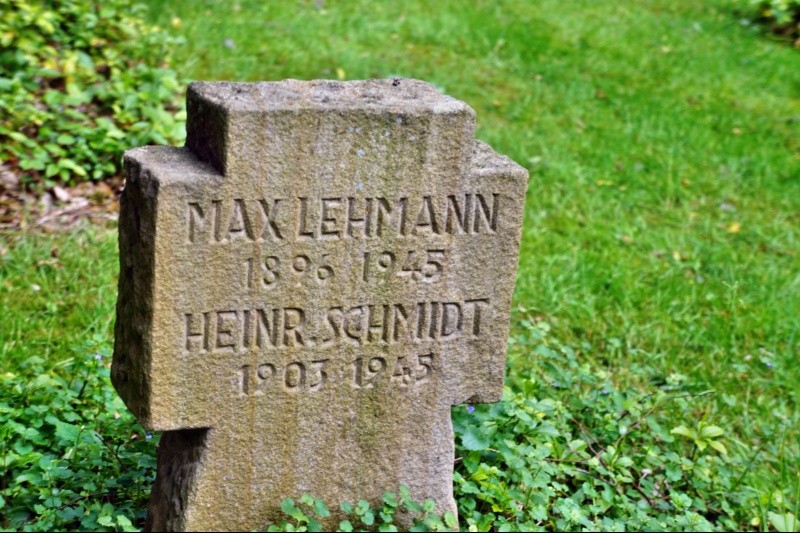 MAX LEHMANN
1896 1945
HEINR. SCHMIDT
1903 1945